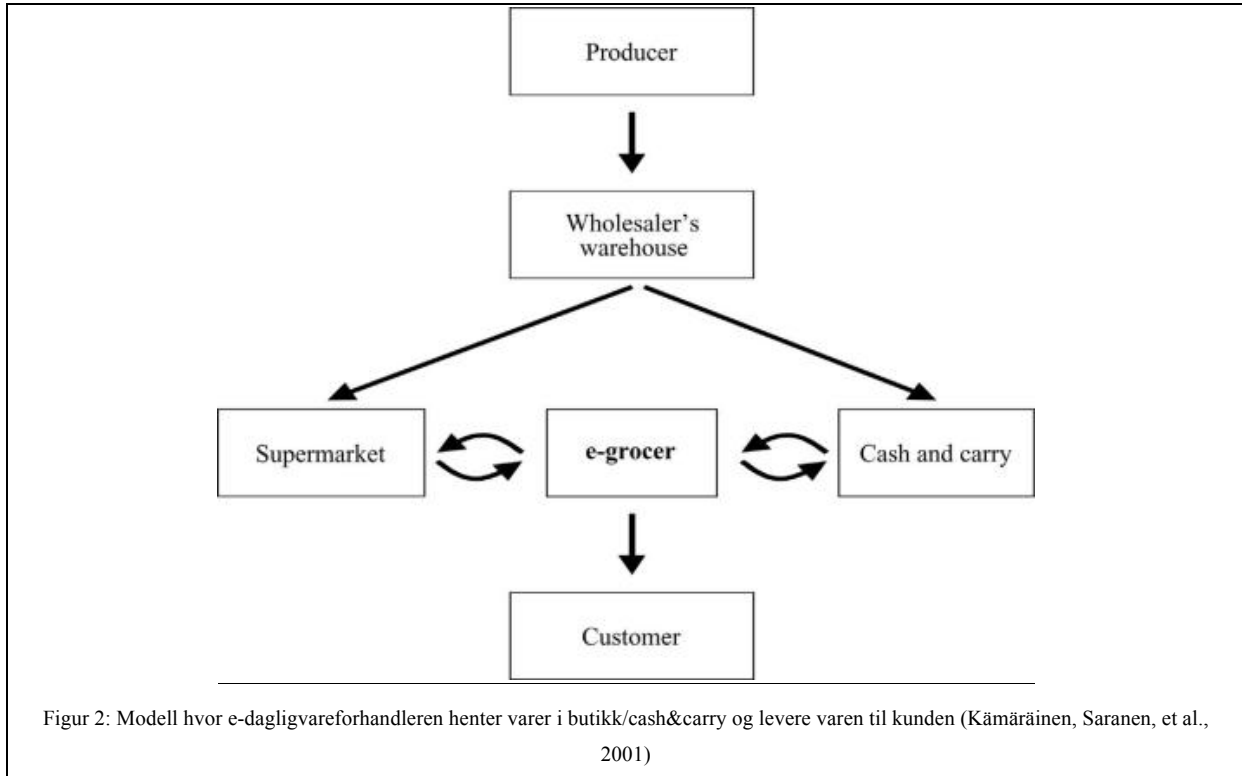 Producer
Wholesaler's
warehouse
Supermarket
e-grocer
Cash and carry
Customer
Figur 2: Modell hvor e-dagligvareforhandleren henter varer i butikk/cash&carry og levere varen til kunden (Kämäräinen, Saranen, et al.,
2001)